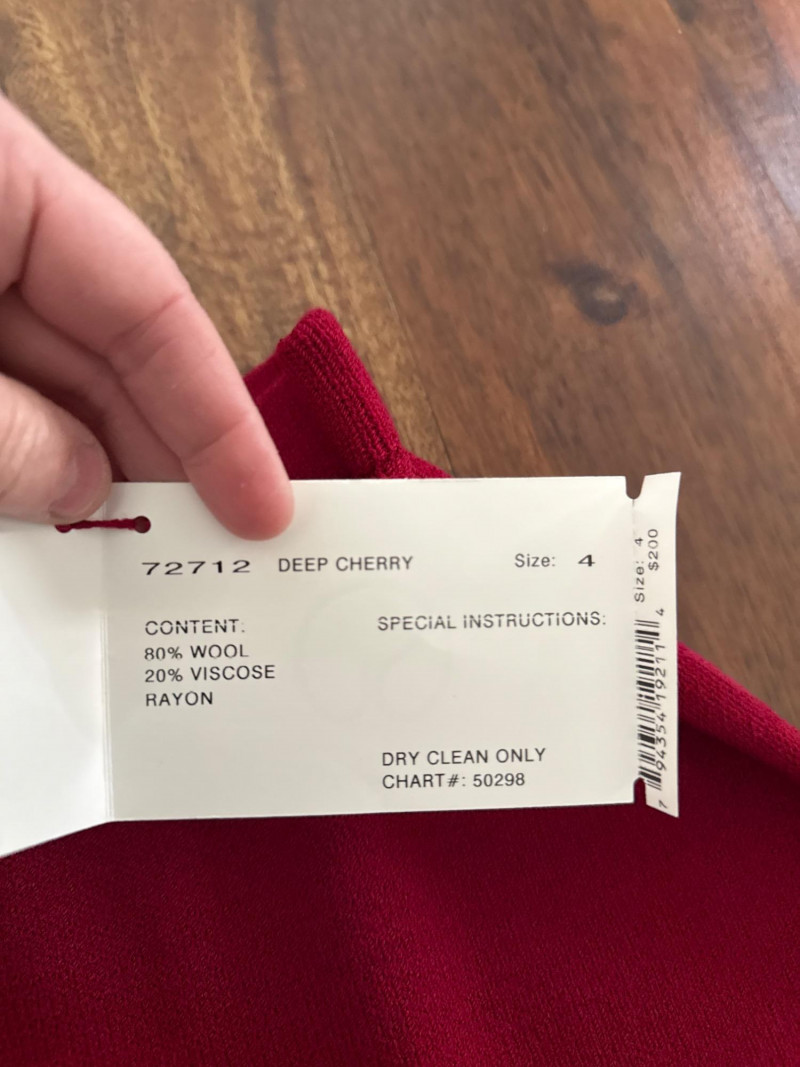 72712 DEEP CHERRY Size: 4
CONTENT:
80% WOOL
20% VISCOSE
RAYON
SPECIAL INSTRUCTIONS:
DRY CLEAN ONLY
CHART#: 50298
Size: 4
$200
7 94354 19211 4